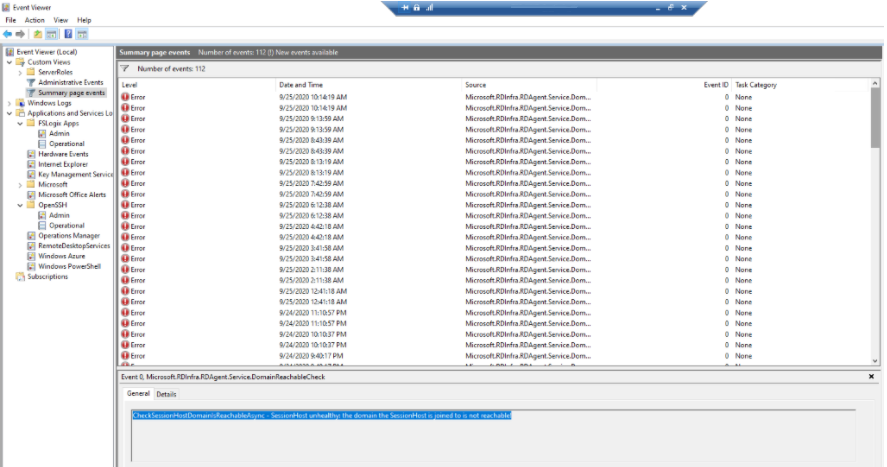 Event Viewer
File Action View Help
Event Viewer (Local)
Custom Views
ServerRoles
Administrative Events
Summary page events
Windows Logs
Applications and Services Lo
FSLogix Apps
Admin
Operational
Hardware Events
Internet Explorer
Key Management Service
Microsoft
Microsoft Office Alerts
OpenSSH
Admin
Operational
Operations Manager
RemoteDesktopServices
Windows Azure
Windows PowerShell
Subscriptions
Summary page events Number of events: 112 (!) New events available
Number of events: 112
Level Date and Time Source Event ID Task Category
Error 9/25/2020 10:14:19 AM Microsoft.RDInfra.RDAgent.Service.Dom... 0 None
Error 9/25/2020 10:14:19 AM Microsoft.RDInfra.RDAgent.Service.Dom... 0 None
Error 9/25/2020 9:13:59 AM Microsoft.RDInfra.RDAgent.Service.Dom... 0 None
Error 9/25/2020 9:13:59 AM Microsoft.RDInfra.RDAgent.Service.Dom... 0 None
Error 9/25/2020 8:43:39 AM Microsoft.RDInfra.RDAgent.Service.Dom... 0 None
Error 9/25/2020 8:43:39 AM Microsoft.RDInfra.RDAgent.Service.Dom... 0 None
Error 9/25/2020 8:13:19 AM Microsoft.RDInfra.RDAgent.Service.Dom... 0 None
Error 9/25/2020 8:13:19 AM Microsoft.RDInfra.RDAgent.Service.Dom... 0 None
Error 9/25/2020 7:42:59 AM Microsoft.RDInfra.RDAgent.Service.Dom... 0 None
Error 9/25/2020 7:42:59 AM Microsoft.RDInfra.RDAgent.Service.Dom... 0 None
Error 9/25/2020 6:12:38 AM Microsoft.RDInfra.RDAgent.Service.Dom... 0 None
Error 9/25/2020 6:12:38 AM Microsoft.RDInfra.RDAgent.Service.Dom... 0 None
Error 9/25/2020 4:42:18 AM Microsoft.RDInfra.RDAgent.Service.Dom... 0 None
Error 9/25/2020 4:42:18 AM Microsoft.RDInfra.RDAgent.Service.Dom... 0 None
Error 9/25/2020 3:41:58 AM Microsoft.RDInfra.RDAgent.Service.Dom... 0 None
Error 9/25/2020 3:41:58 AM Microsoft.RDInfra.RDAgent.Service.Dom... 0 None
Error 9/25/2020 2:11:38 AM Microsoft.RDInfra.RDAgent.Service.Dom... 0 None
Error 9/25/2020 2:11:38 AM Microsoft.RDInfra.RDAgent.Service.Dom... 0 None
Error 9/25/2020 12:41:18 AM Microsoft.RDInfra.RDAgent.Service.Dom... 0 None
Error 9/25/2020 12:41:18 AM Microsoft.RDInfra.RDAgent.Service.Dom... 0 None
Error 9/24/2020 11:10:57 PM Microsoft.RDInfra.RDAgent.Service.Dom... 0 None
Error 9/24/2020 11:10:57 PM Microsoft.RDInfra.RDAgent.Service.Dom... 0 None
Error 9/24/2020 10:10:37 PM Microsoft.RDInfra.RDAgent.Service.Dom... 0 None
Error 9/24/2020 10:10:37 PM Microsoft.RDInfra.RDAgent.Service.Dom... 0 None
Error 9/24/2020 9:40:17 PM Microsoft.RDInfra.RDAgent.Service.Dom... 0 None
Event 0, Microsoft.RDInfra.RDAgent.Service.DomainReachableCheck
General Details
CheckSessionHostDomainIsReachableAsync - SessionHost unhealthy: the domain the SessionHost is joined to is not reachable!